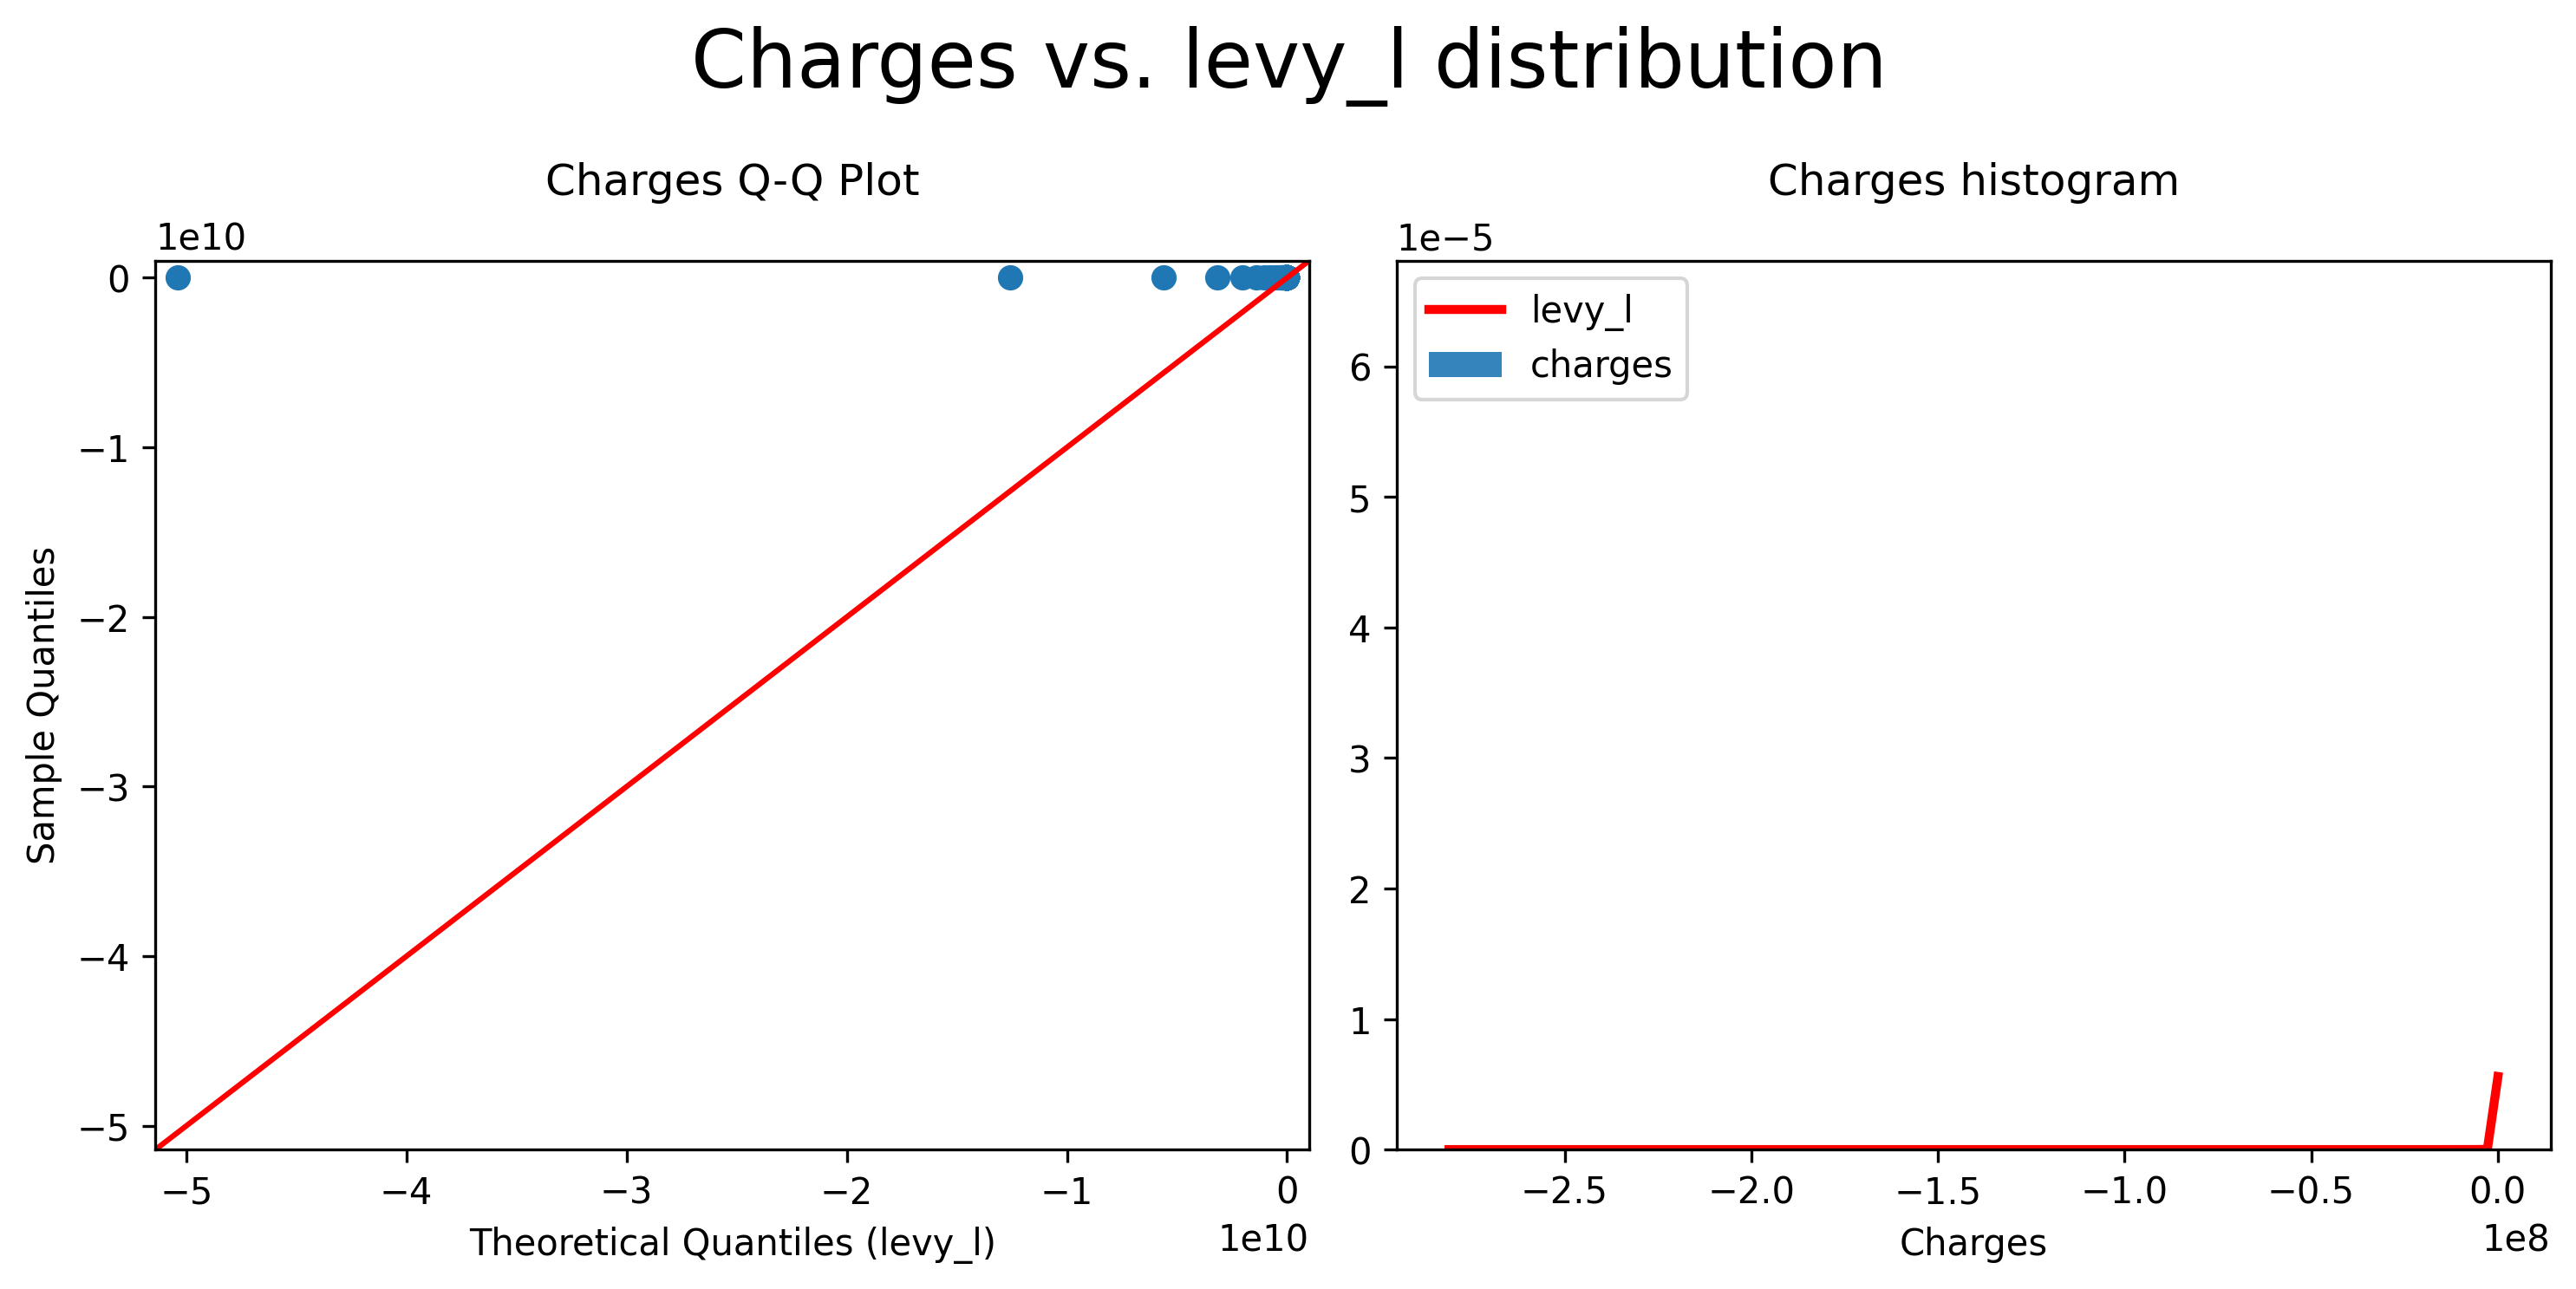 Charges vs. levy_l distribution
Charges Q-Q Plot
1e10
0
−1
−2
−3
−4
−5
Sample Quantiles
−5 −4 −3 −2 −1 0
1e10
Theoretical Quantiles (levy_l)
Charges histogram
1e−5
levy_l
charges
6
5
4
3
2
1
0
−2.5 −2.0 −1.5 −1.0 −0.5 0.0
1e8
Charges